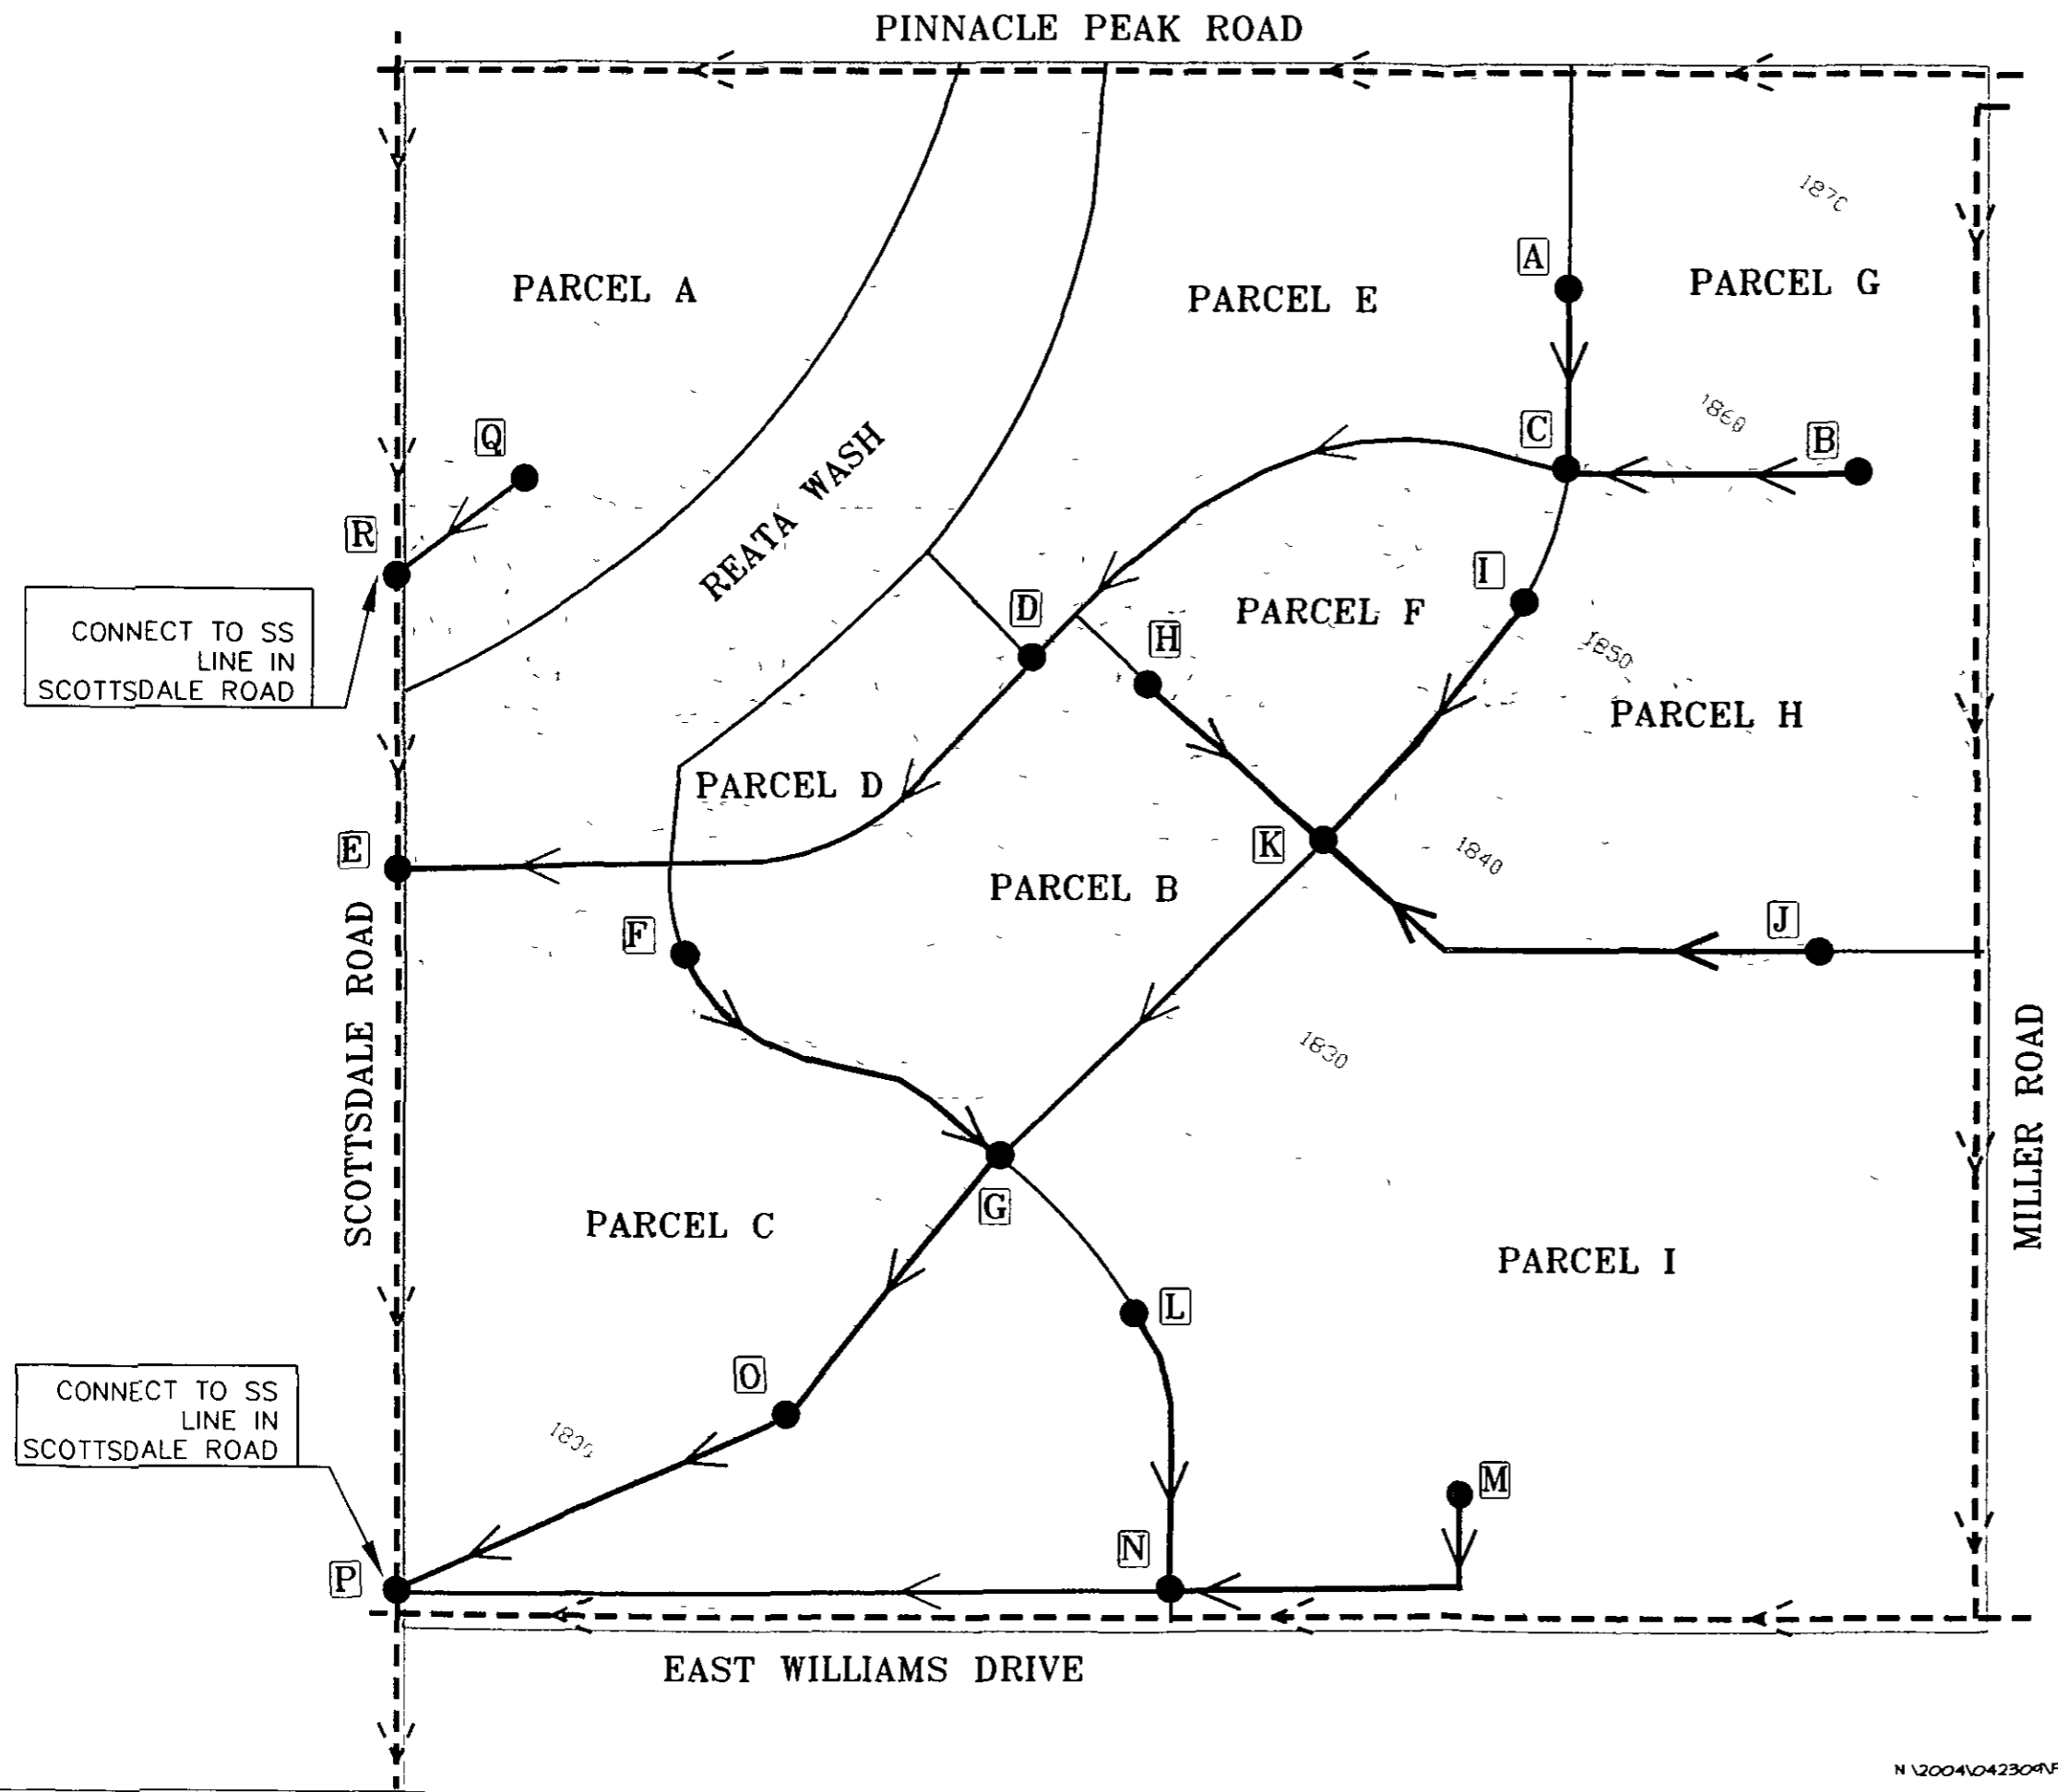 PINNACLE PEAK ROAD
1870
A
PARCEL A
PARCEL E
PARCEL G
1860
Q
C
B
REATA WASH
R
I
CONNECT TO SS
LINE IN
SCOTTSDALE ROAD
D
PARCEL F
H
1850
PARCEL H
PARCEL D
E
K
1840
PARCEL B
F
J
SCOTTSDALE ROAD
1830
MILLER ROAD
G
PARCEL C
PARCEL I
L
O
CONNECT TO SS
LINE IN
SCOTTSDALE ROAD
M
N
P
EAST WILLIAMS DRIVE